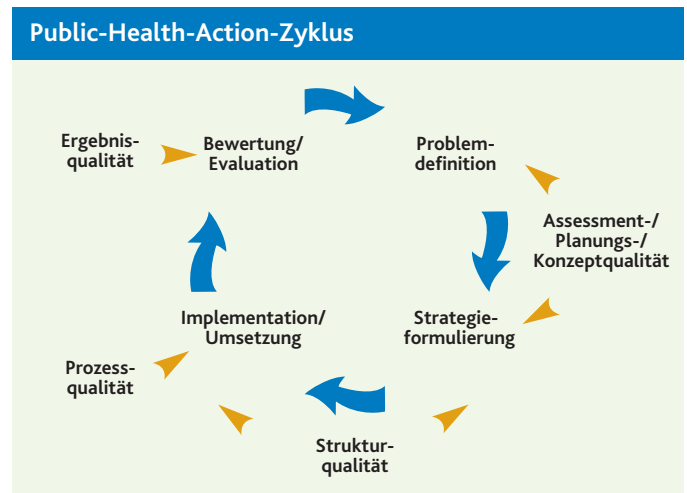 Public-Health-Action-Zyklus
Ergebnis-
qualität
Bewertung/
Evaluation
Problem-
definition
Assessment-/
Planungs-/
Konzeptqualität
Implementation/
Umsetzung
Strategie-
formulierung
Prozess-
qualität
Struktur-
qualität